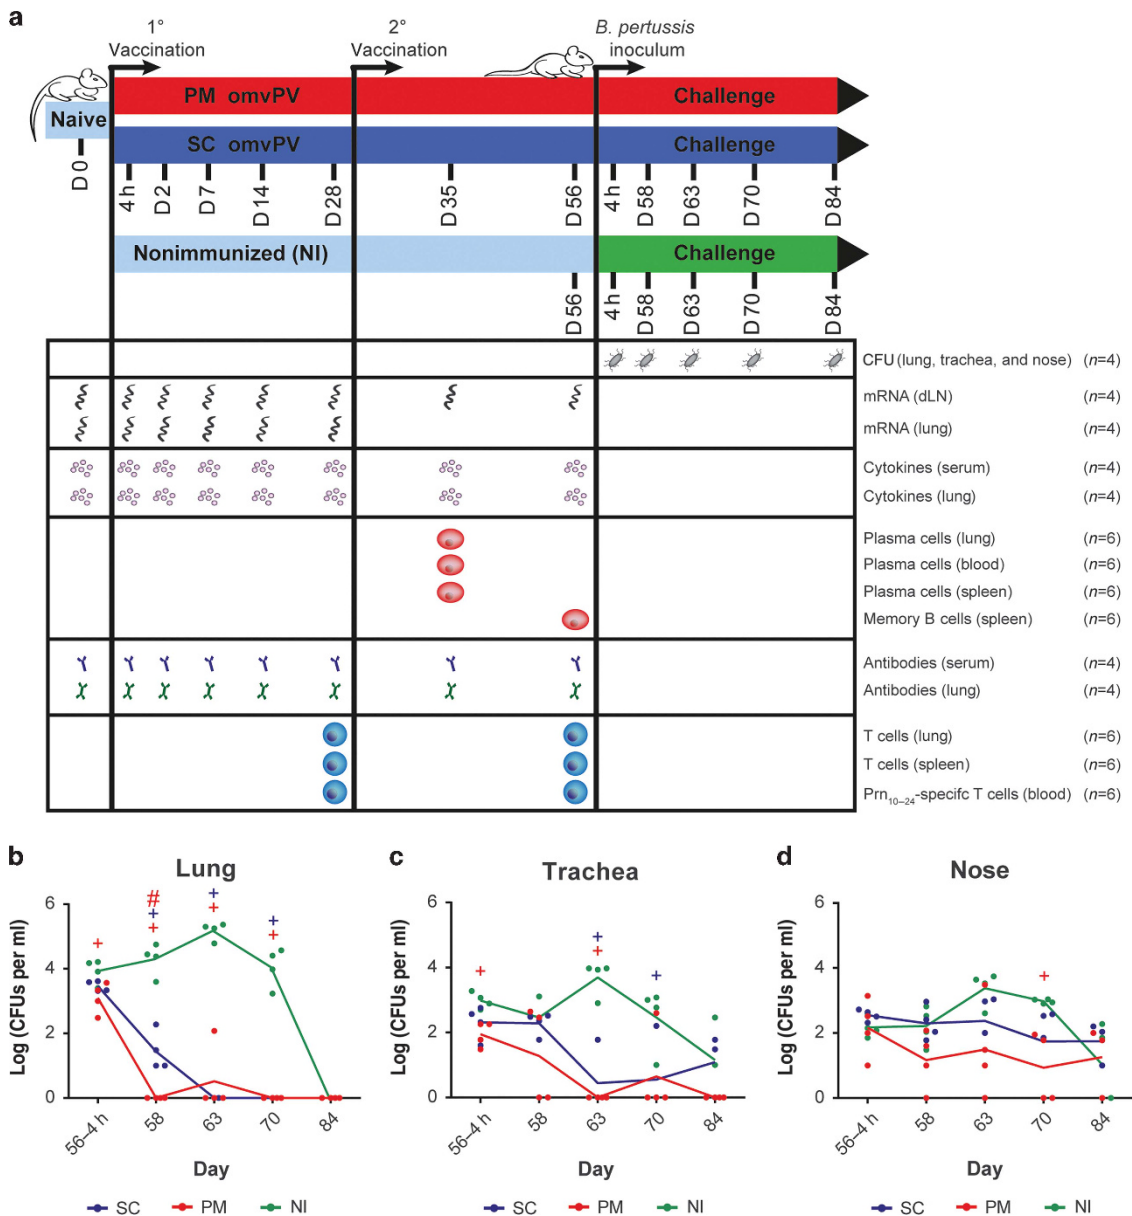 a
1° Vaccination
2° Vaccination
B. pertussis inoculum
PM omvPV
Challenge
Naive
SC omvPV
Challenge
D 0
4 h
D 2
D 7
D 14
D 28
D 35
D 56
4 h
D 58
D 63
D 70
D 84
Nonimmunized (NI)
Challenge
D 56
4 h
D 58
D 63
D 70
D 84
CFU (lung, trachea, and nose) (n=4)
mRNA (dLN) (n=4)
mRNA (lung) (n=4)
Cytokines (serum) (n=4)
Cytokines (lung) (n=4)
Plasma cells (lung) (n=6)
Plasma cells (blood) (n=6)
Plasma cells (spleen) (n=6)
Memory B cells (spleen) (n=6)
Antibodies (serum) (n=4)
Antibodies (lung) (n=4)
T cells (lung) (n=6)
T cells (spleen) (n=6)
Prn10–24-specifc T cells (blood) (n=6)
b
Lung
Log (CFUs per ml)
6
4
2
0
+
#
+
+
+
+
+
+
56–4 h
58
63
70
84
Day
SC PM NI
c
Trachea
Log (CFUs per ml)
6
4
2
0
+
+
+
+
56–4 h
58
63
70
84
Day
SC PM NI
d
Nose
Log (CFUs per ml)
6
4
2
0
+
56–4 h
58
63
70
84
Day
SC PM NI